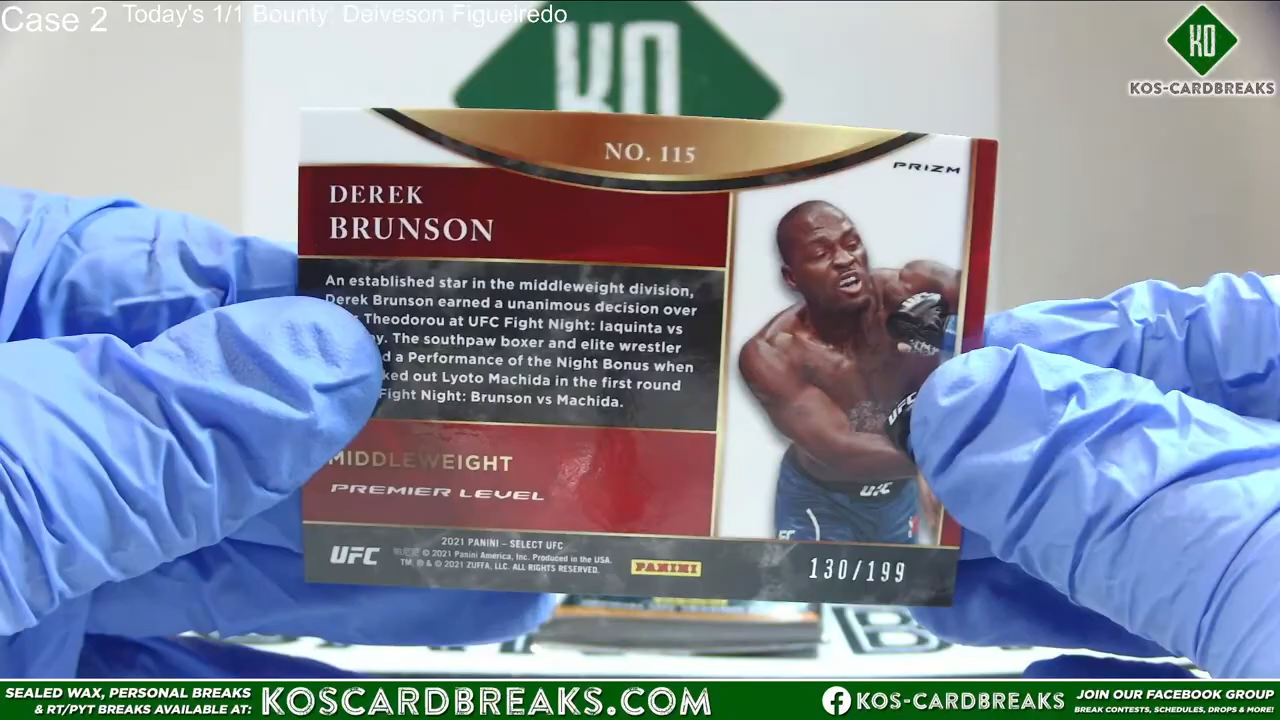 Case 2 Today's 1/1 Bounty: Deiveson Figueiredo
KO
KO
KOS-CARDBREAKS
NO. 115
PRIZM
DEREK
BRUNSON
An established star in the middleweight division,
Derek Brunson earned a unanimous decision over
Theodorou at UFC Fight Night: Iaquinta vs
The southpaw boxer and elite wrestler
a Performance of the Night Bonus when
out Lyoto Machida in the first round
Fight Night: Brunson vs Machida.
MIDDLEWEIGHT
PREMIER LEVEL
UFC
UFC
UFC
2021 PANINI – SELECT UFC
© 2021 Panini America, Inc. Produced in the USA.
TM, ® & © 2021 ZUFFA, LLC. ALL RIGHTS RESERVED.
PANINI
130/199
SEALED WAX, PERSONAL BREAKS
& RT/PYT BREAKS AVAILABLE AT:
KOSCARDBREAKS.COM
KOS-CARDBREAKS
JOIN OUR FACEBOOK GROUP
BREAK CONTESTS, SCHEDULES, DROPS & MORE!